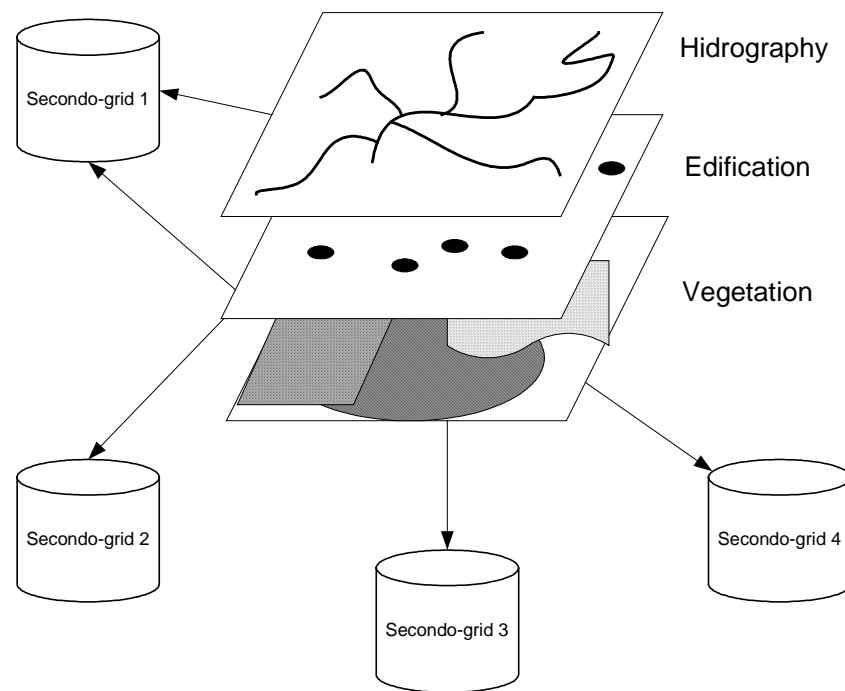 Hidrography
Secondo-grid 1
Edification
Vegetation
Secondo-grid 2
Secondo-grid 4
Secondo-grid 3